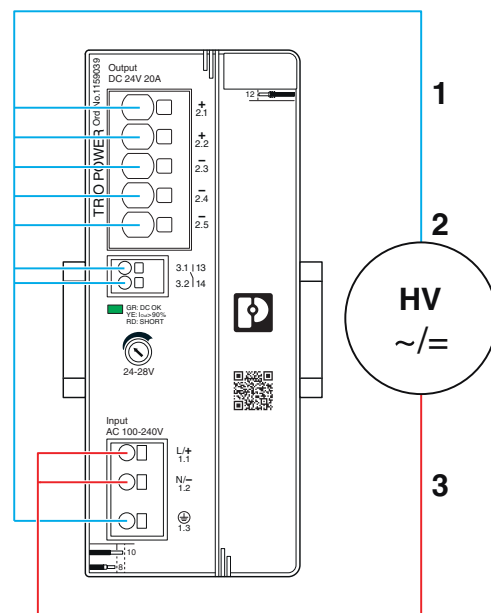 Output
DC 24V 20A
TRIO POWER Ord No.1159039
+
2.1
+
2.2
–
2.3
–
2.4
–
2.5
12
3.1 13
3.2 14
GR: DC OK
YE: IOut>90%
RD: SHORT
24-28V
Input
AC 100-240V
L/+
1.1
N/–
1.2
1.3
10
8
1
2
HV
~/=
3